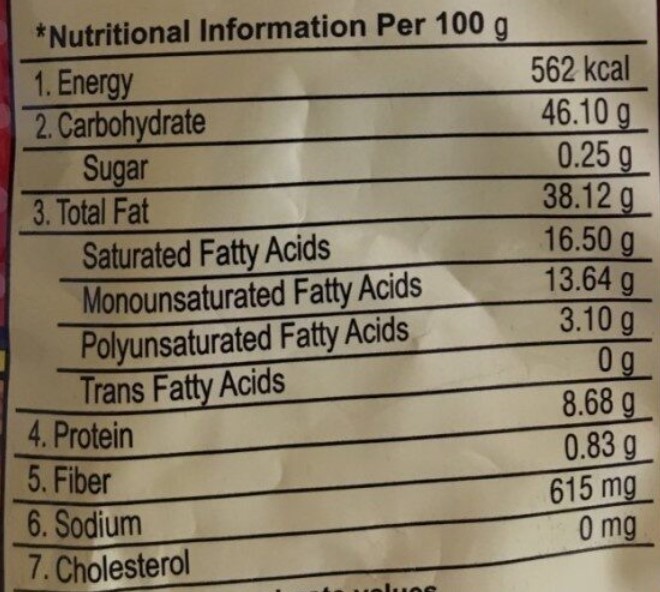 *Nutritional Information Per 100 g
1. Energy 562 kcal
2. Carbohydrate 46.10 g
Sugar 0.25 g
3. Total Fat 38.12 g
Saturated Fatty Acids 16.50 g
Monounsaturated Fatty Acids 13.64 g
Polyunsaturated Fatty Acids 3.10 g
Trans Fatty Acids 0 g
4. Protein 8.68 g
5. Fiber 0.83 g
6. Sodium 615 mg
7. Cholesterol 0 mg
values